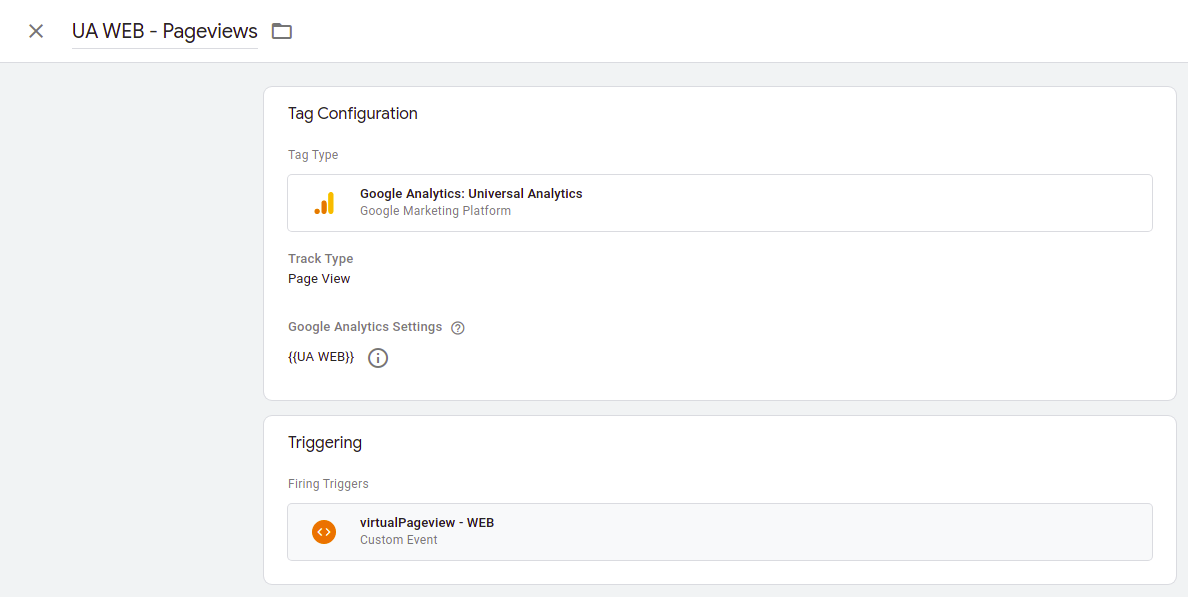 UA WEB - Pageviews
Tag Configuration
Tag Type
Google Analytics: Universal Analytics
Google Marketing Platform
Track Type
Page View
Google Analytics Settings
{{UA WEB}}
Triggering
Firing Triggers
virtualPageview - WEB
Custom Event